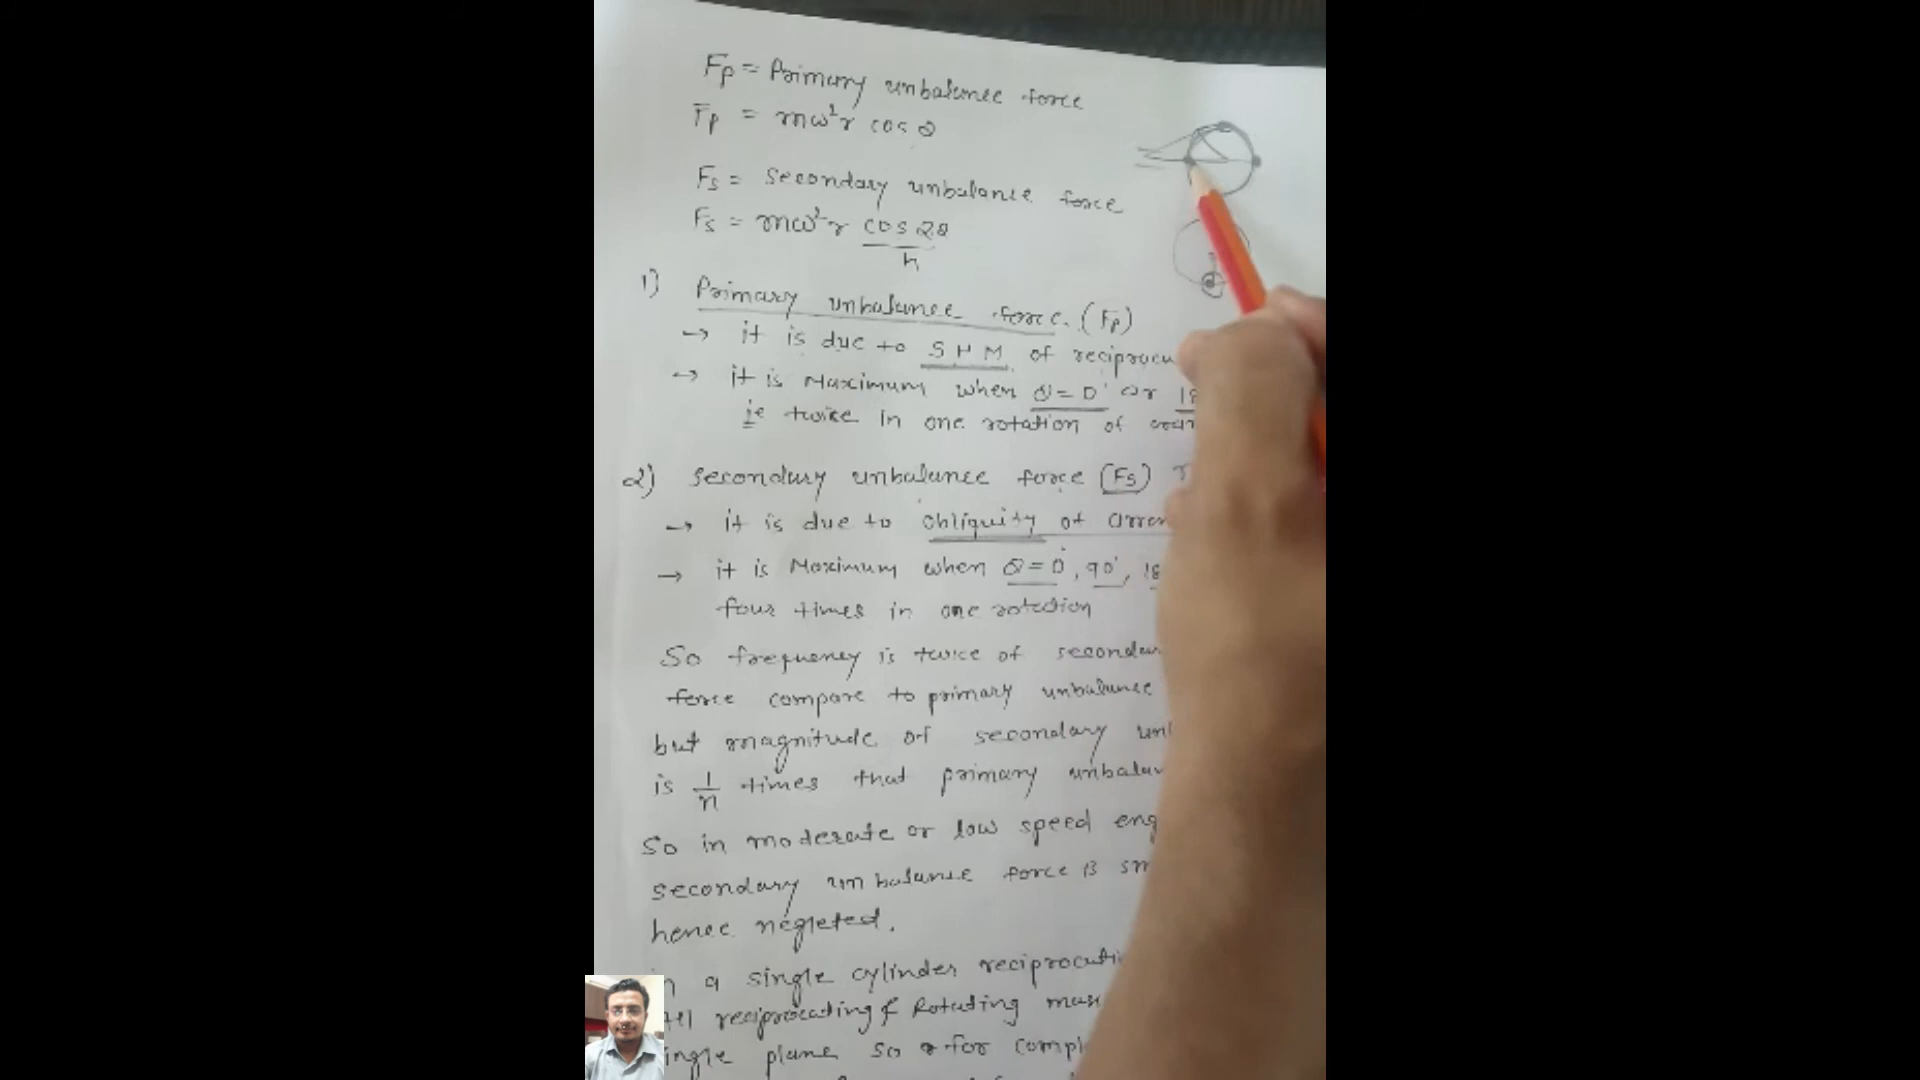 Fp = Primary unbalance force
Fp = mω²r cos θ
Fs = Secondary unbalance force
Fs = mω²r cos 2θ
n
1) Primary unbalance force. (Fp)
→ it is due to SHM of
→ it is Maximum when θ = 0° or
ie twice in one rotation of
2) Secondary unbalance force (Fs)
→ it is due to obliquity of
→ it is Maximum when θ = 0°, 90°,
four times in one rotation
So frequency is twice of
force compare to primary unbalance
but magnitude of secondary
is 1/n times that primary
So in moderate or low speed
secondary unbalance force is
hence negleted.
a single cylinder
reciprocating & Rotating
plane so for